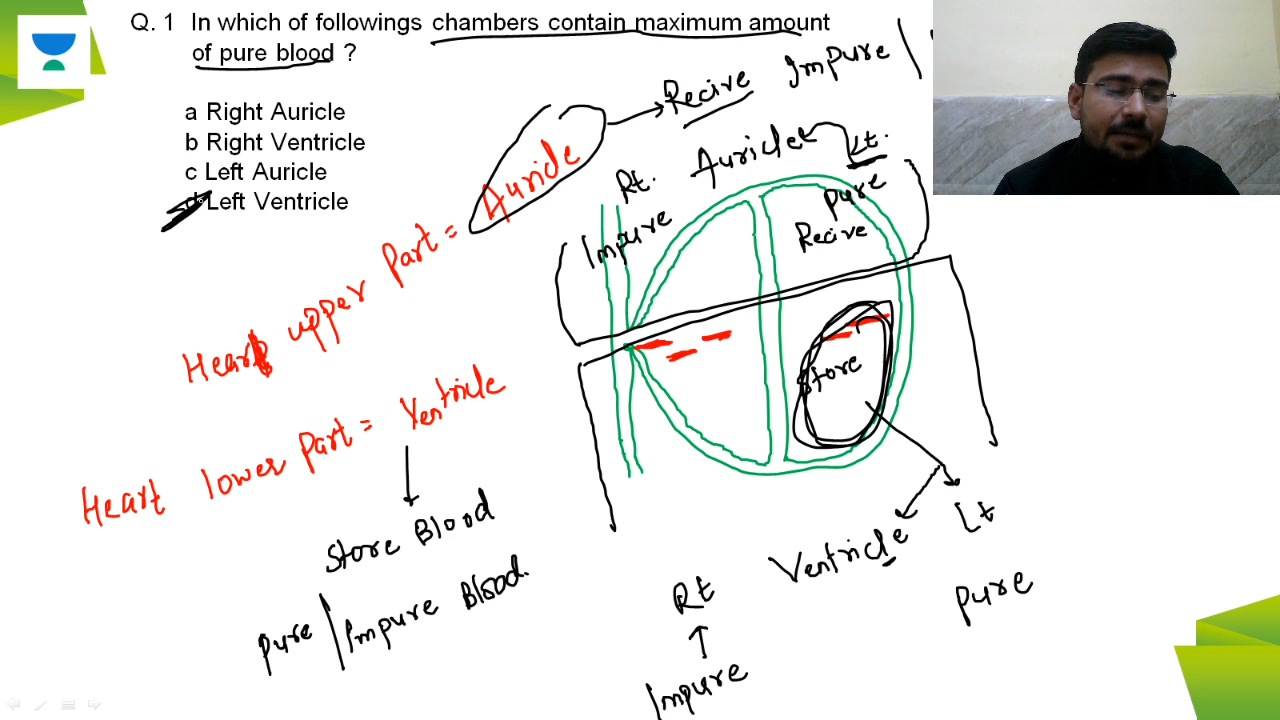 Q. 1 In which of followings chambers contain maximum amount
of pure blood ?
a Right Auricle
b Right Ventricle
c Left Auricle
d Left Ventricle
Recive Impure /
Rt. Auricle Lt.
Impure
pure
Recive
Heart upper Part = Auricle
Store
Heart lower Part = Ventricle
Store Blood
Pure / Impure Blood.
Ventricle
Lt
Pure
Rt
Impure